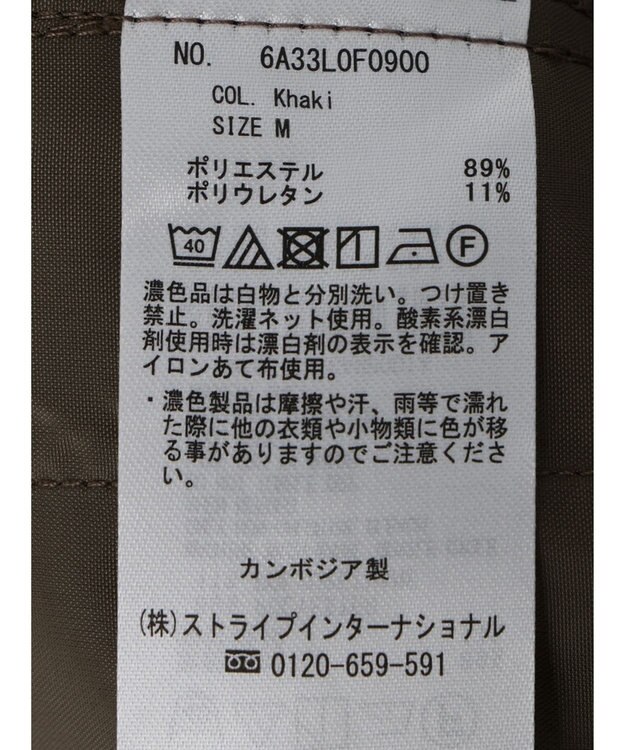 NO. 6A33L0F0900
COL. Khaki
SIZE M
ポリエステル 89%
ポリウレタン 11%
40 F
濃色品は白物と分別洗い。つけ置き
禁止。洗濯ネット使用。酸素系漂白
剤使用時は漂白剤の表示を確認。ア
イロンあて布使用。
・濃色製品は摩擦や汗、雨等で濡れ
た際に他の衣類や小物類に色が移
る事がありますのでご注意くださ
い。
カンボジア製
(株)ストライプインターナショナル
0120-659-591